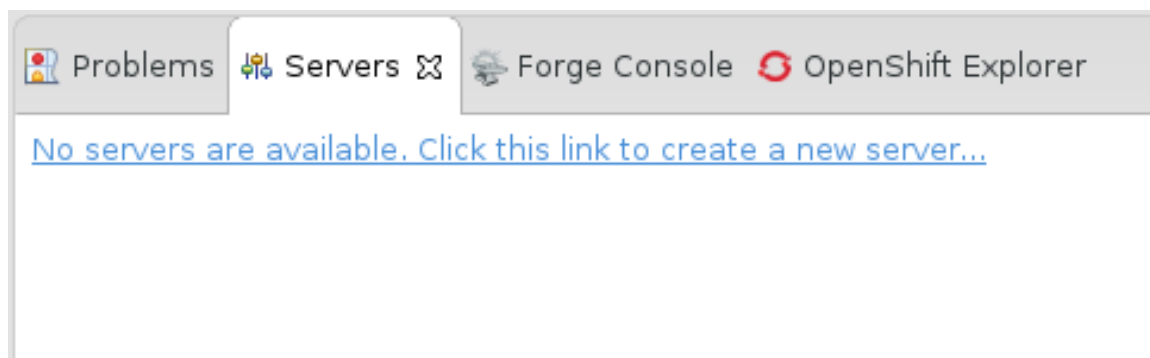 Problems Servers Forge Console OpenShift Explorer
No servers are available. Click this link to create a new server...